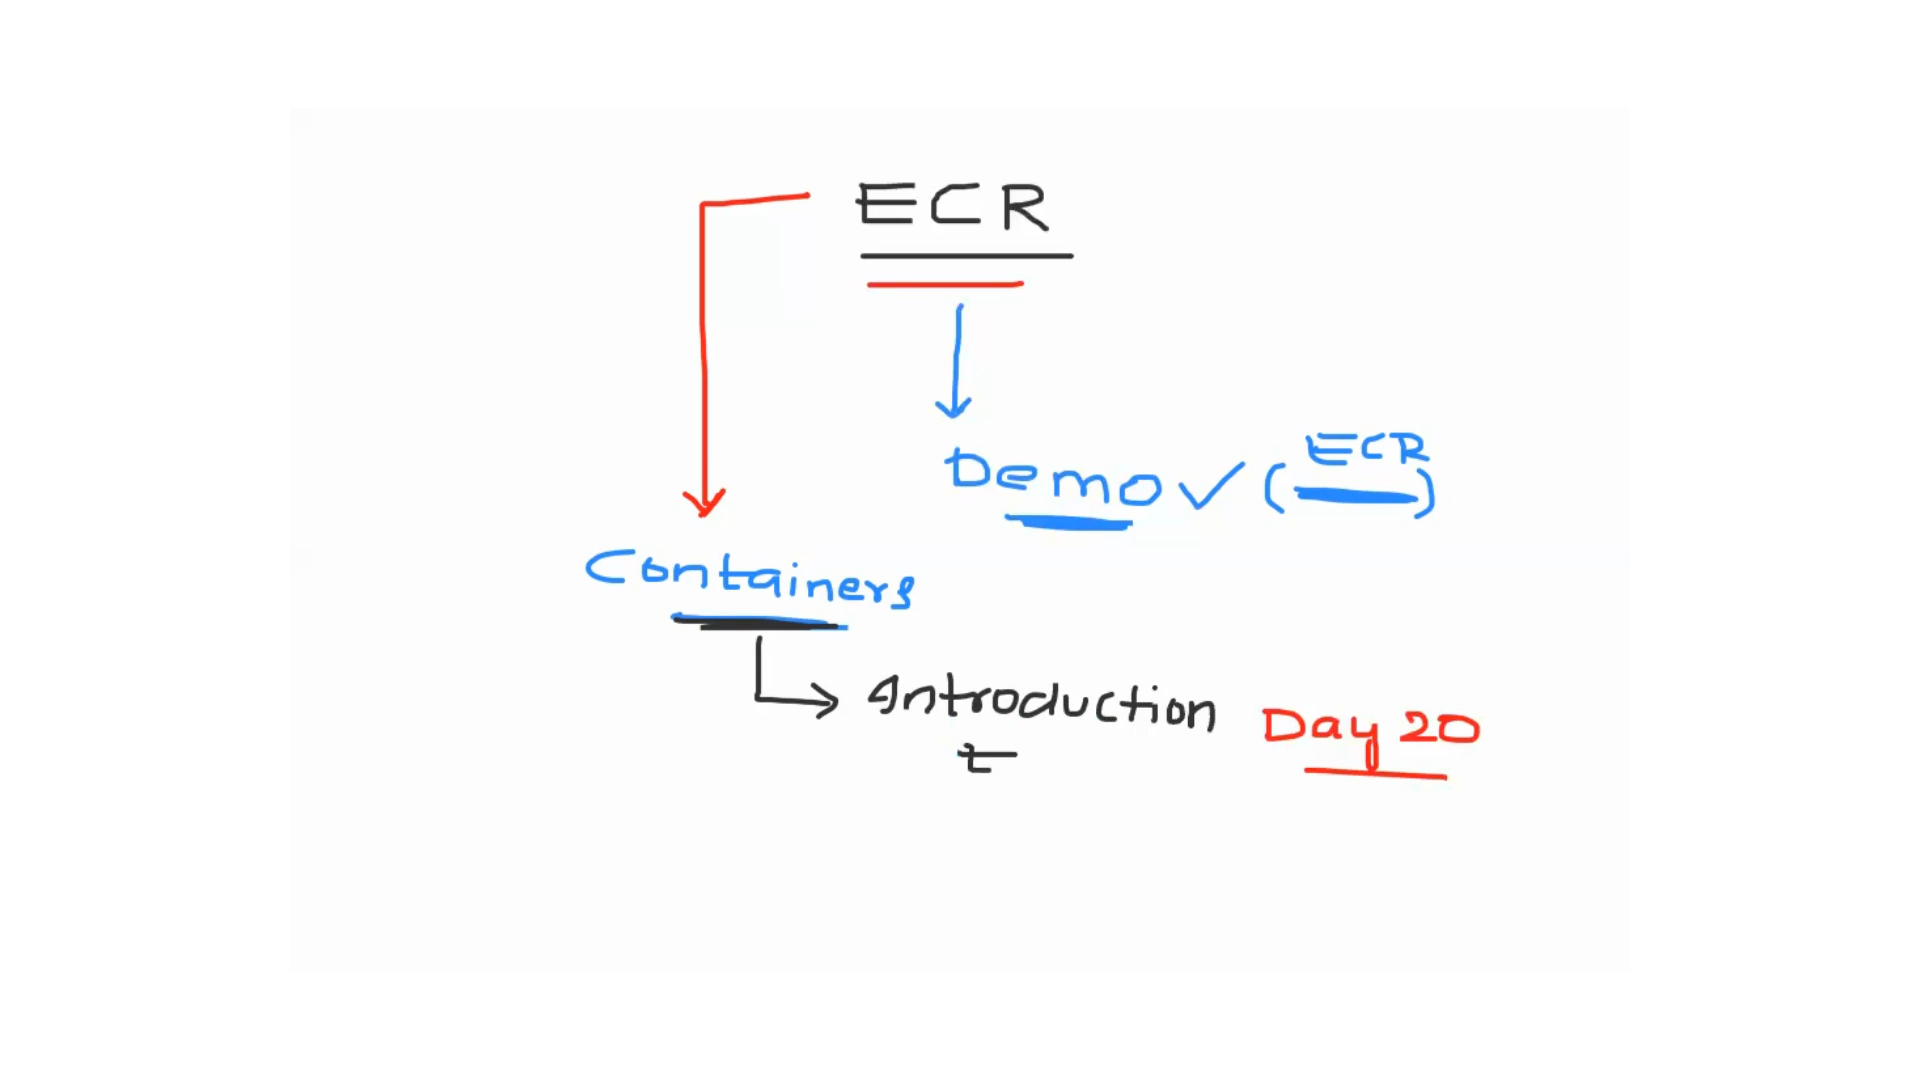 ECR
Demo ✓ (ECR)
Containers
Introduction
Day 20